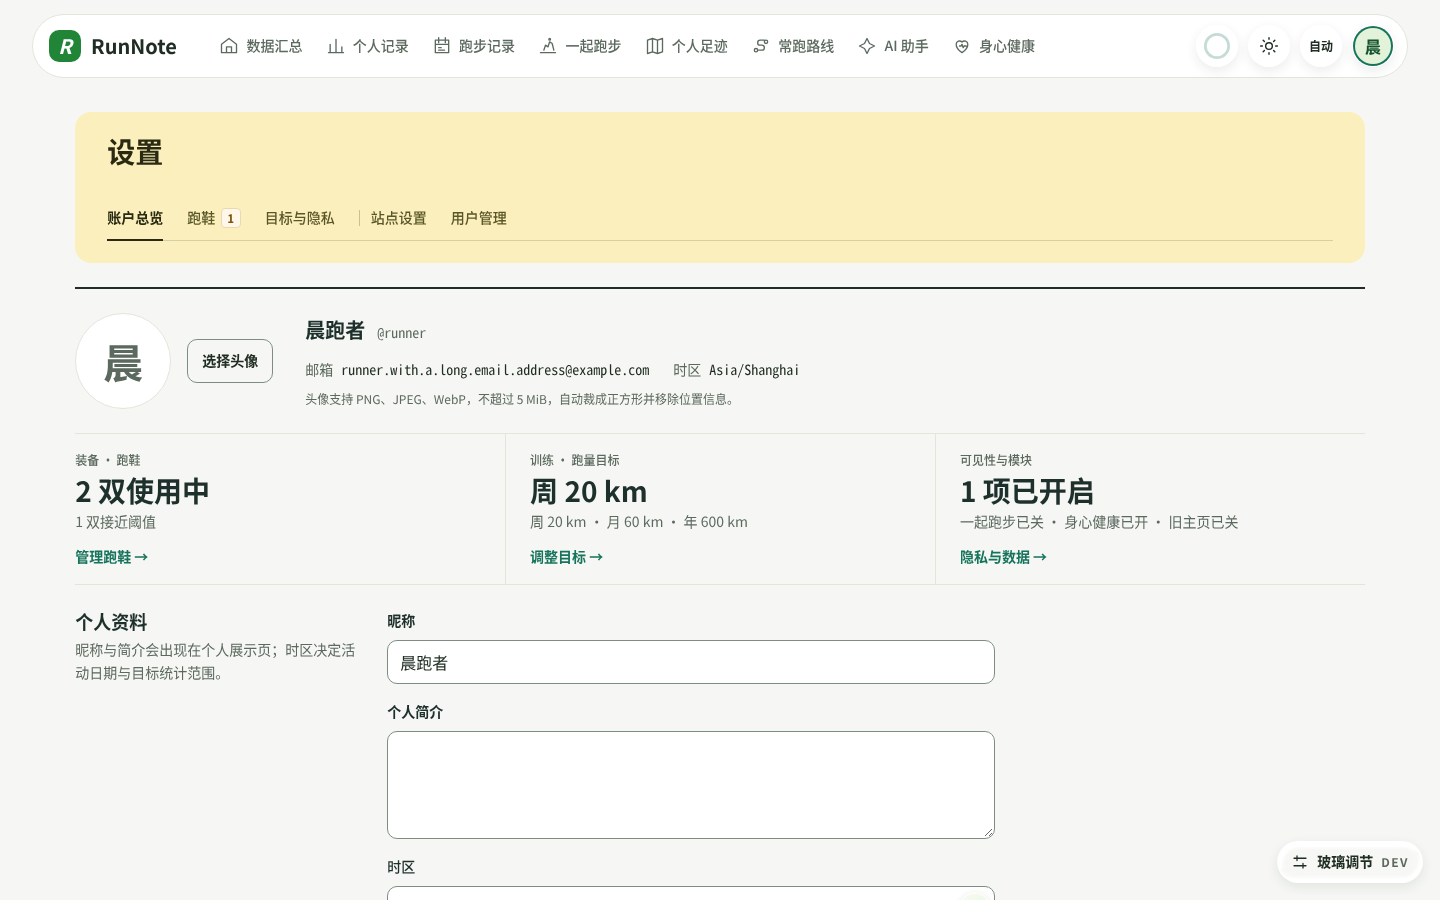 R RunNote 数据汇总 个人记录 跑步记录 一起跑步 个人足迹 常跑路线 AI 助手 身心健康 自动 晨
设置
账户总览 跑鞋 1 目标与隐私 站点设置 用户管理
晨 选择头像
晨跑者 @runner
邮箱 runner.with.a.long.email.address@example.com 时区 Asia/Shanghai
头像支持 PNG、JPEG、WebP，不超过 5 MiB，自动裁成正方形并移除位置信息。
装备 · 跑鞋
2 双使用中
1 双接近阈值
管理跑鞋→
训练 · 跑量目标
周 20 km
周 20 km · 月 60 km · 年 600 km
调整目标→
可见性与模块
1 项已开启
一起跑步已关 · 身心健康已开 · 旧主页已关
隐私与数据→
个人资料
昵称与简介会出现在个人展示页；时区决定活
动日期与目标统计范围。
昵称
晨跑者
个人简介
时区
玻璃调节 DEV